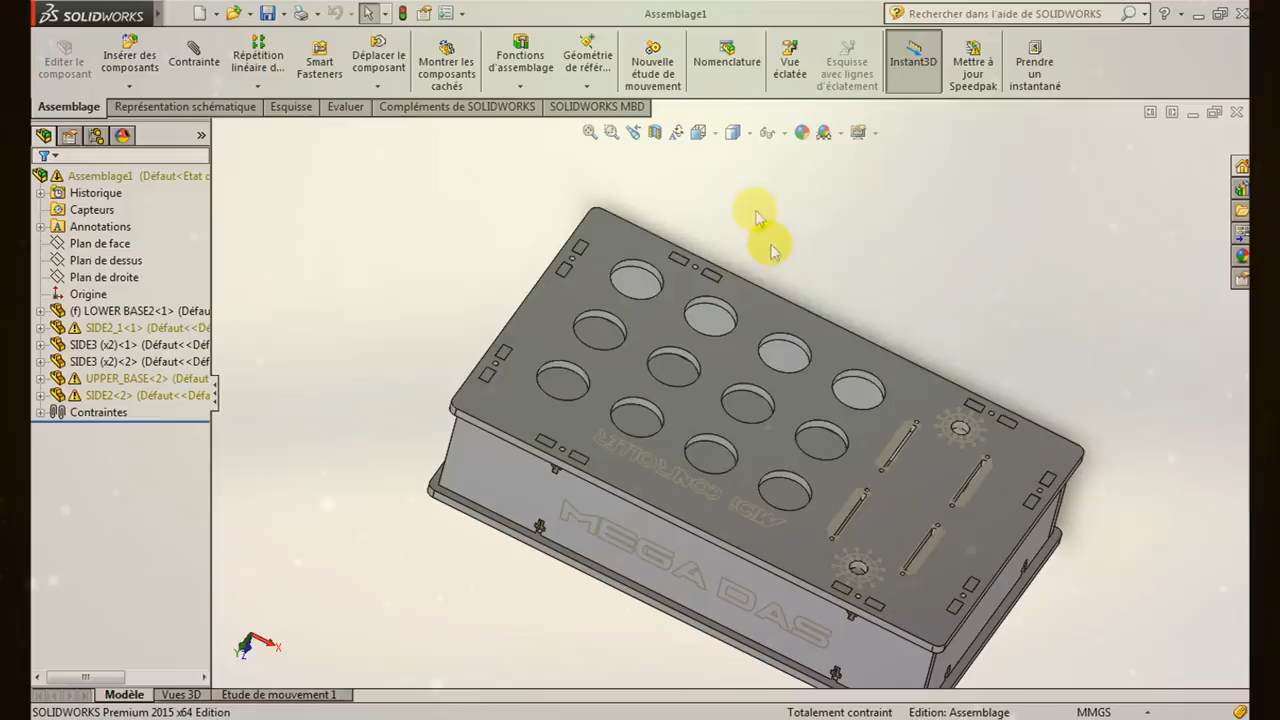 SOLIDWORKS
Assemblage1
Rechercher dans l'aide de SOLIDWORKS
Editer le composant
Insérer des composants
Contrainte
Répétition linéaire d...
Smart Fasteners
Déplacer le composant
Montrer les composants cachés
Fonctions d'assemblage
Géométrie de référ...
Nouvelle étude de mouvement
Nomenclature
Vue éclatée
Esquisse avec lignes d'éclatement
Instant3D
Mettre à jour Speedpak
Prendre un instantané
Assemblage
Représentation schématique
Esquisse
Evaluer
Compléments de SOLIDWORKS
SOLIDWORKS MBD
Assemblage1 (Défaut<Etat d
Historique
Capteurs
Annotations
Plan de face
Plan de dessus
Plan de droite
Origine
(f) LOWER BASE2<1> (Défau
SIDE2_1<1> (Défaut<<Dé
SIDE3 (x2)<1> (Défaut<<Déf
SIDE3 (x2)<2> (Défaut<<Déf
UPPER_BASE<2> (Défaut
SIDE2<2> (Défaut<<Défa
Contraintes
MIDI CONTROLLER
MEGA DAS
X
Y
Z
Modèle
Vues 3D
Etude de mouvement 1
SOLIDWORKS Premium 2015 x64 Edition
Totalement contraint
Edition: Assemblage
MMGS